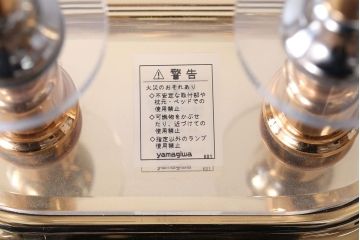 ⚠ 警告
火災のおそれあり
◇不安定な取付部や
枕元・ベッドでの
使用禁止
◇可燃物をかぶせ
たり、近づけての
使用禁止
◇指定以外のランプ
使用禁止
yamagiwa